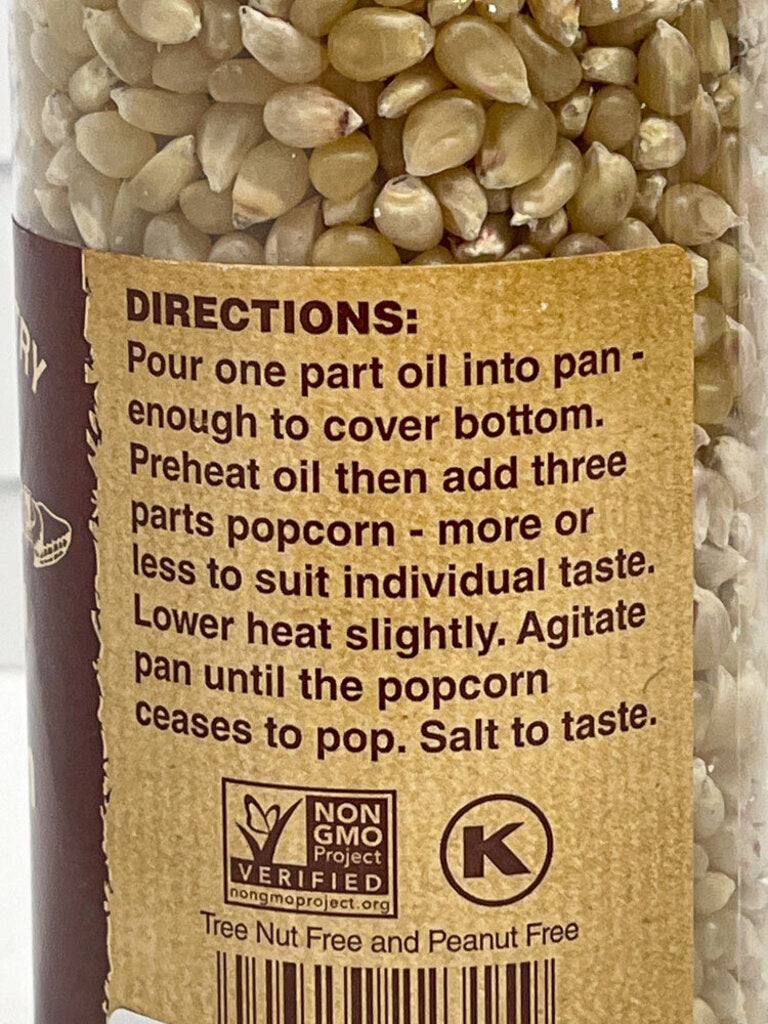 DIRECTIONS:
Pour one part oil into pan -
enough to cover bottom.
Preheat oil then add three
parts popcorn - more or
less to suit individual taste.
Lower heat slightly. Agitate
pan until the popcorn
ceases to pop. Salt to taste.
NON
GMO
Project
VERIFIED
nongmoproject.org
K
Tree Nut Free and Peanut Free